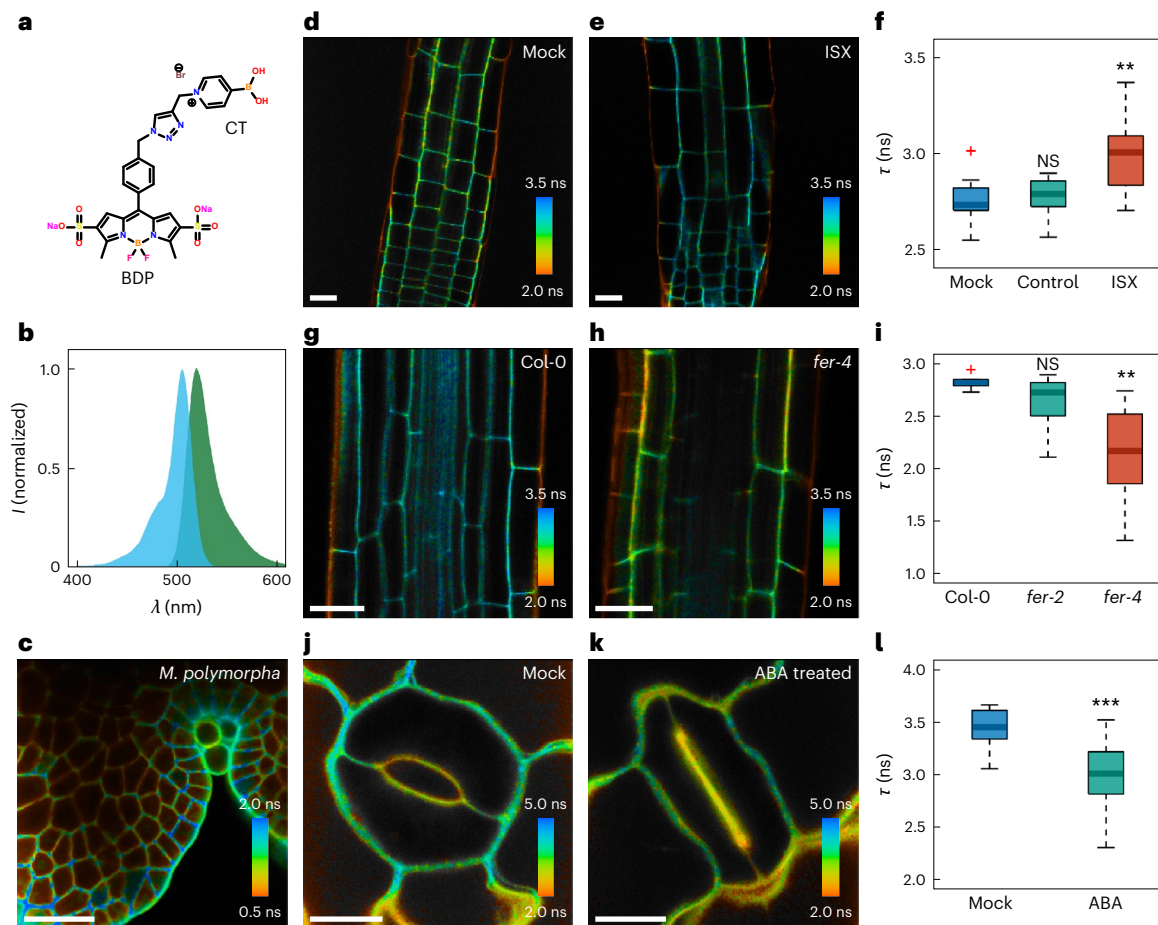 a
OH
B
OH
Br
⊖
N
⊕
CT
N
N
N
NaO
O
S
O
N
B
N
F
F
ONa
S
O
O
BDP
b
I (normalized)
1.0
0.5
0
400
500
600
λ (nm)
c
M. polymorpha
2.0 ns
0.5 ns
d
Mock
3.5 ns
2.0 ns
e
ISX
3.5 ns
2.0 ns
f
τ (ns)
3.5
3.0
2.5
NS
**
Mock Control ISX
g
Col-0
3.5 ns
2.0 ns
h
fer-4
3.5 ns
2.0 ns
i
τ (ns)
3.0
2.5
2.0
1.5
1.0
NS
**
Col-0 fer-2 fer-4
j
Mock
5.0 ns
2.0 ns
k
ABA treated
5.0 ns
2.0 ns
l
τ (ns)
4.0
3.5
3.0
2.5
2.0
***
Mock ABA